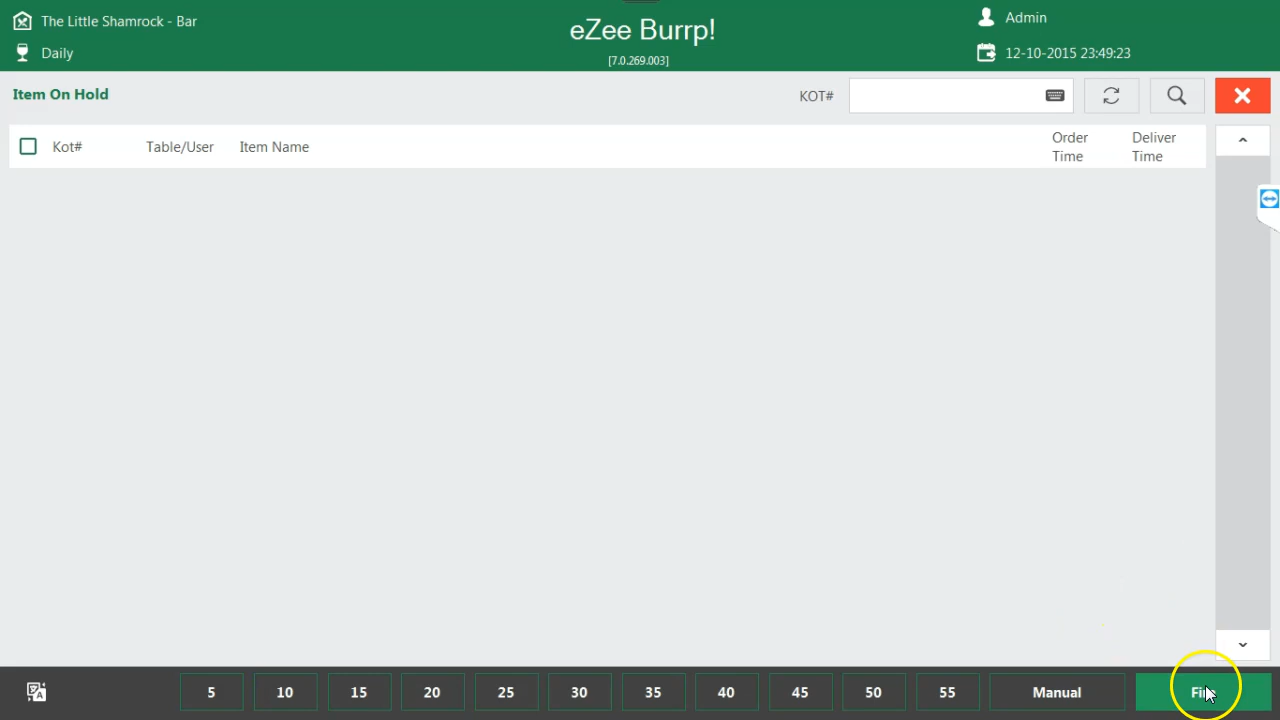 The Little Shamrock - Bar
eZee Burrp!
Admin
Daily
[7.0.269.003]
12-10-2015 23:49:23
Item On Hold
KOT#
Kot#
Table/User
Item Name
Order
Time
Deliver
Time
5
10
15
20
25
30
35
40
45
50
55
Manual